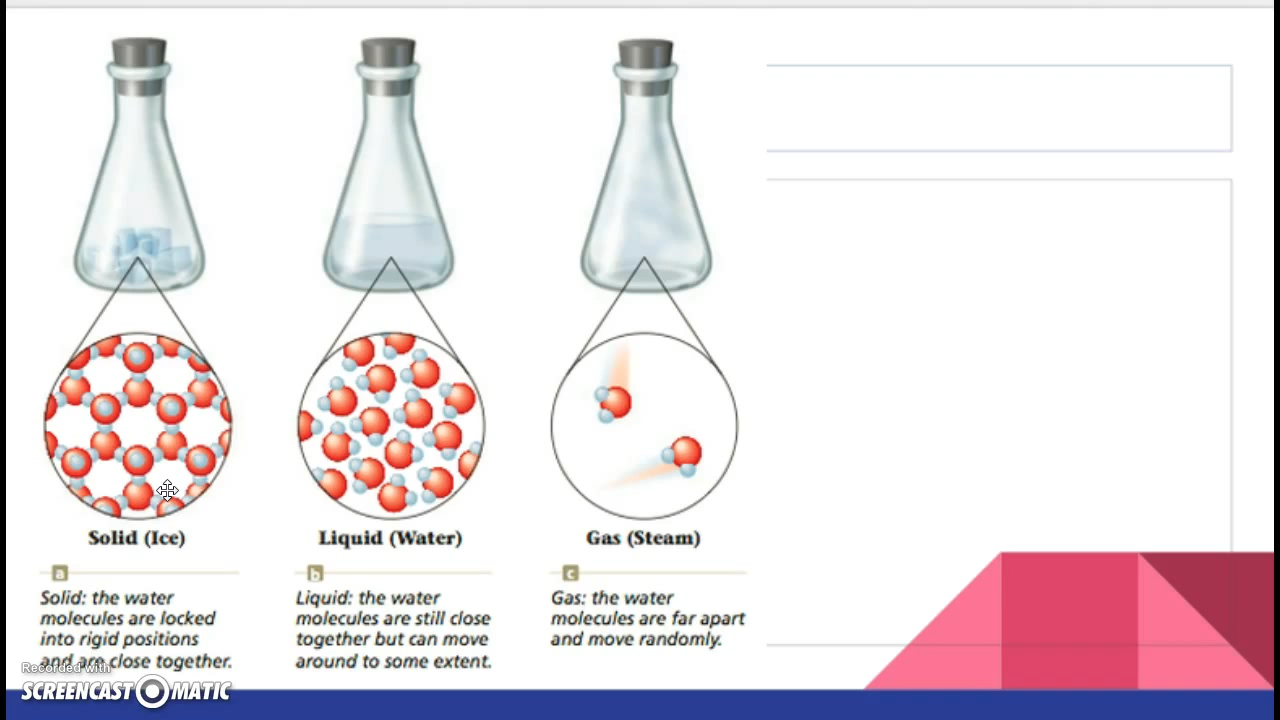 Solid (Ice)
Liquid (Water)
Gas (Steam)
a
b
c
Solid: the water
molecules are locked
into rigid positions
and are close together.
Liquid: the water
molecules are still close
together but can move
around to some extent.
Gas: the water
molecules are far apart
and move randomly.
Recorded with
SCREENCAST MATIC